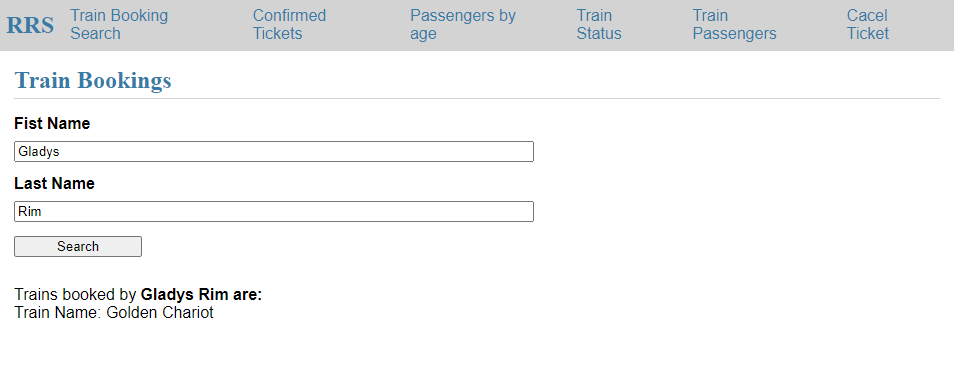 RRS
Train Booking
Search
Confirmed
Tickets
Passengers by
age
Train
Status
Train
Passengers
Cacel
Ticket
Train Bookings
Fist Name
Gladys
Last Name
Rim
Search
Trains booked by Gladys Rim are:
Train Name: Golden Chariot